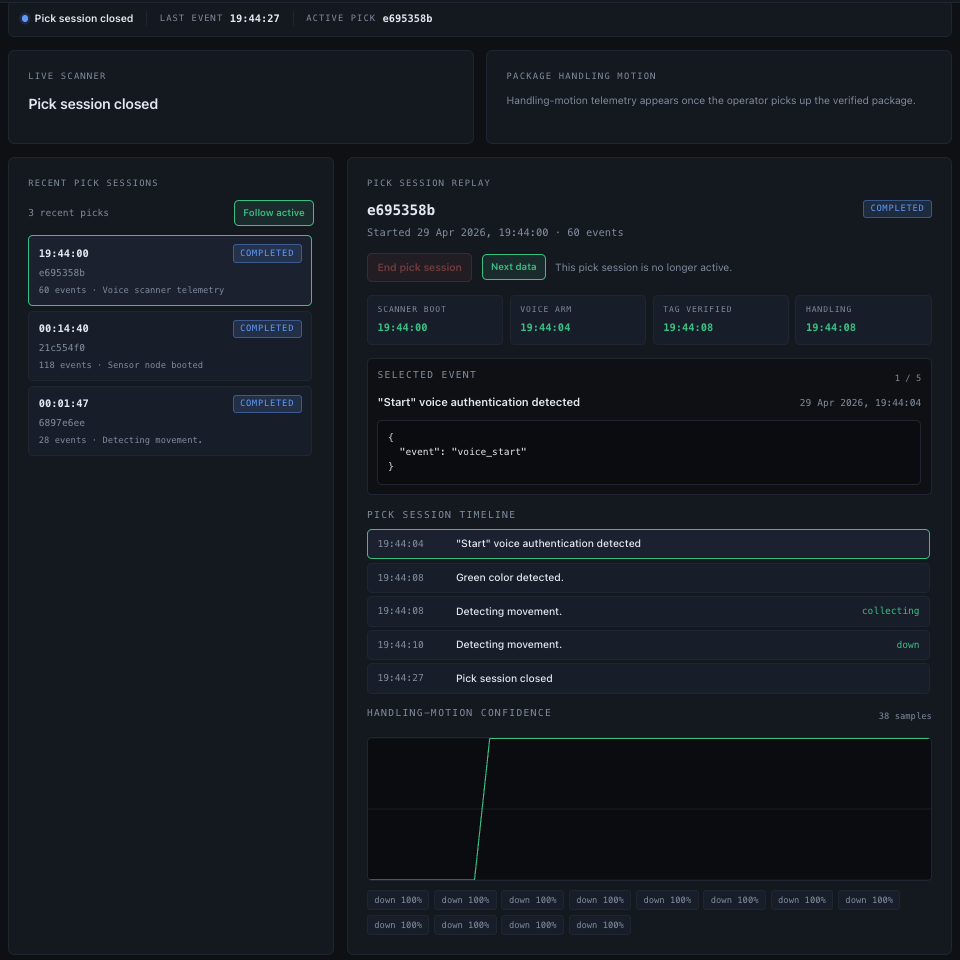 Pick session closed LAST EVENT 19:44:27 ACTIVE PICK e695358b
LIVE SCANNER
Pick session closed
PACKAGE HANDLING MOTION
Handling-motion telemetry appears once the operator picks up the verified package.
RECENT PICK SESSIONS
3 recent picks Follow active
19:44:00 COMPLETED
e695358b
60 events · Voice scanner telemetry
00:14:40 COMPLETED
21c554f0
118 events · Sensor node booted
00:01:47 COMPLETED
6897e6ee
28 events · Detecting movement.
PICK SESSION REPLAY
e695358b COMPLETED
Started 29 Apr 2026, 19:44:00 · 60 events
End pick session Next data This pick session is no longer active.
SCANNER BOOT
19:44:00
VOICE ARM
19:44:04
TAG VERIFIED
19:44:08
HANDLING
19:44:08
SELECTED EVENT 1 / 5
"Start" voice authentication detected 29 Apr 2026, 19:44:04
{
"event": "voice_start"
}
PICK SESSION TIMELINE
19:44:04 "Start" voice authentication detected
19:44:08 Green color detected.
19:44:08 Detecting movement. collecting
19:44:10 Detecting movement. down
19:44:27 Pick session closed
HANDLING-MOTION CONFIDENCE 38 samples
down 100% down 100% down 100% down 100% down 100% down 100% down 100% down 100%
down 100% down 100% down 100% down 100%